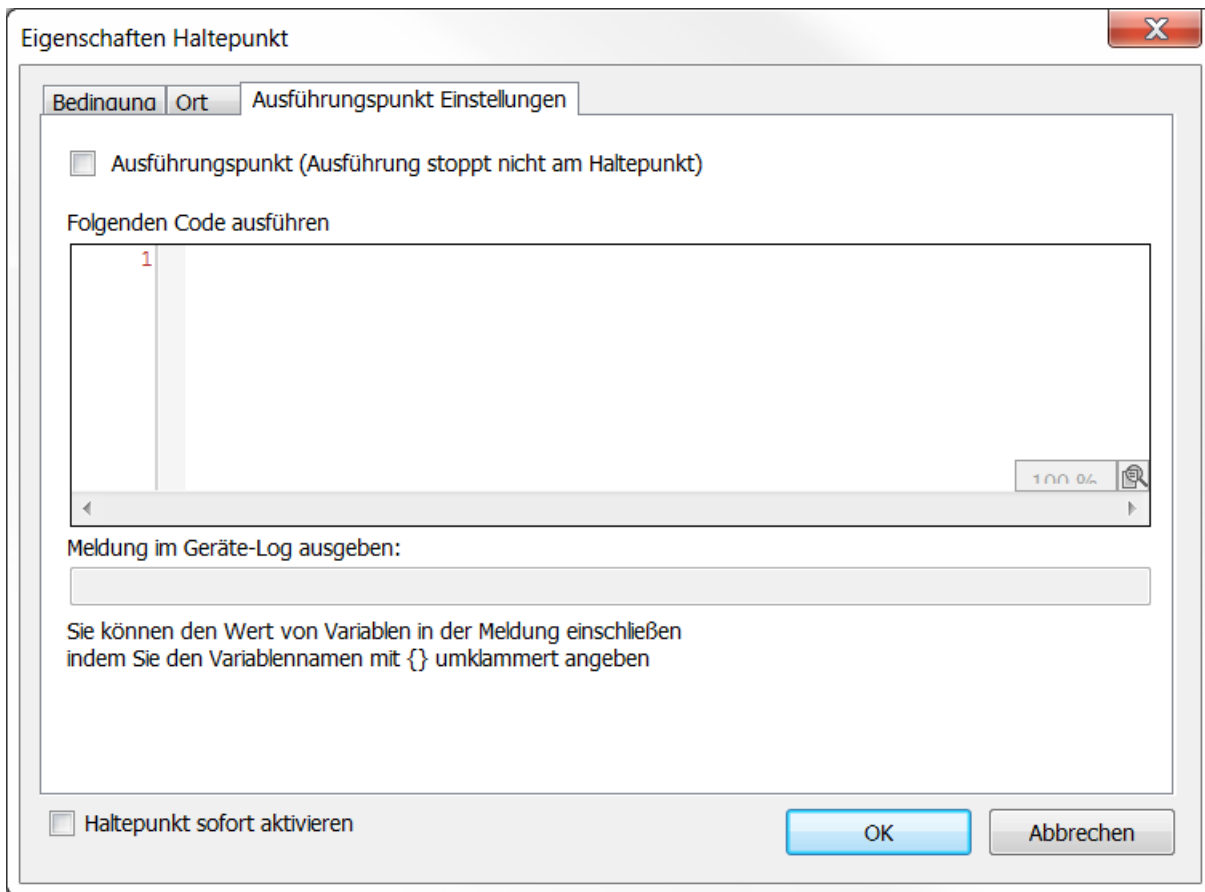 Eigenschaften Haltepunkt
Bedingung Ort Ausführungspunkt Einstellungen
Ausführungspunkt (Ausführung stoppt nicht am Haltepunkt)
Folgenden Code ausführen
1
100 %
Meldung im Geräte-Log ausgeben:
Sie können den Wert von Variablen in der Meldung einschließen
indem Sie den Variablennamen mit {} umklammert angeben
Haltepunkt sofort aktivieren
OK Abbrechen